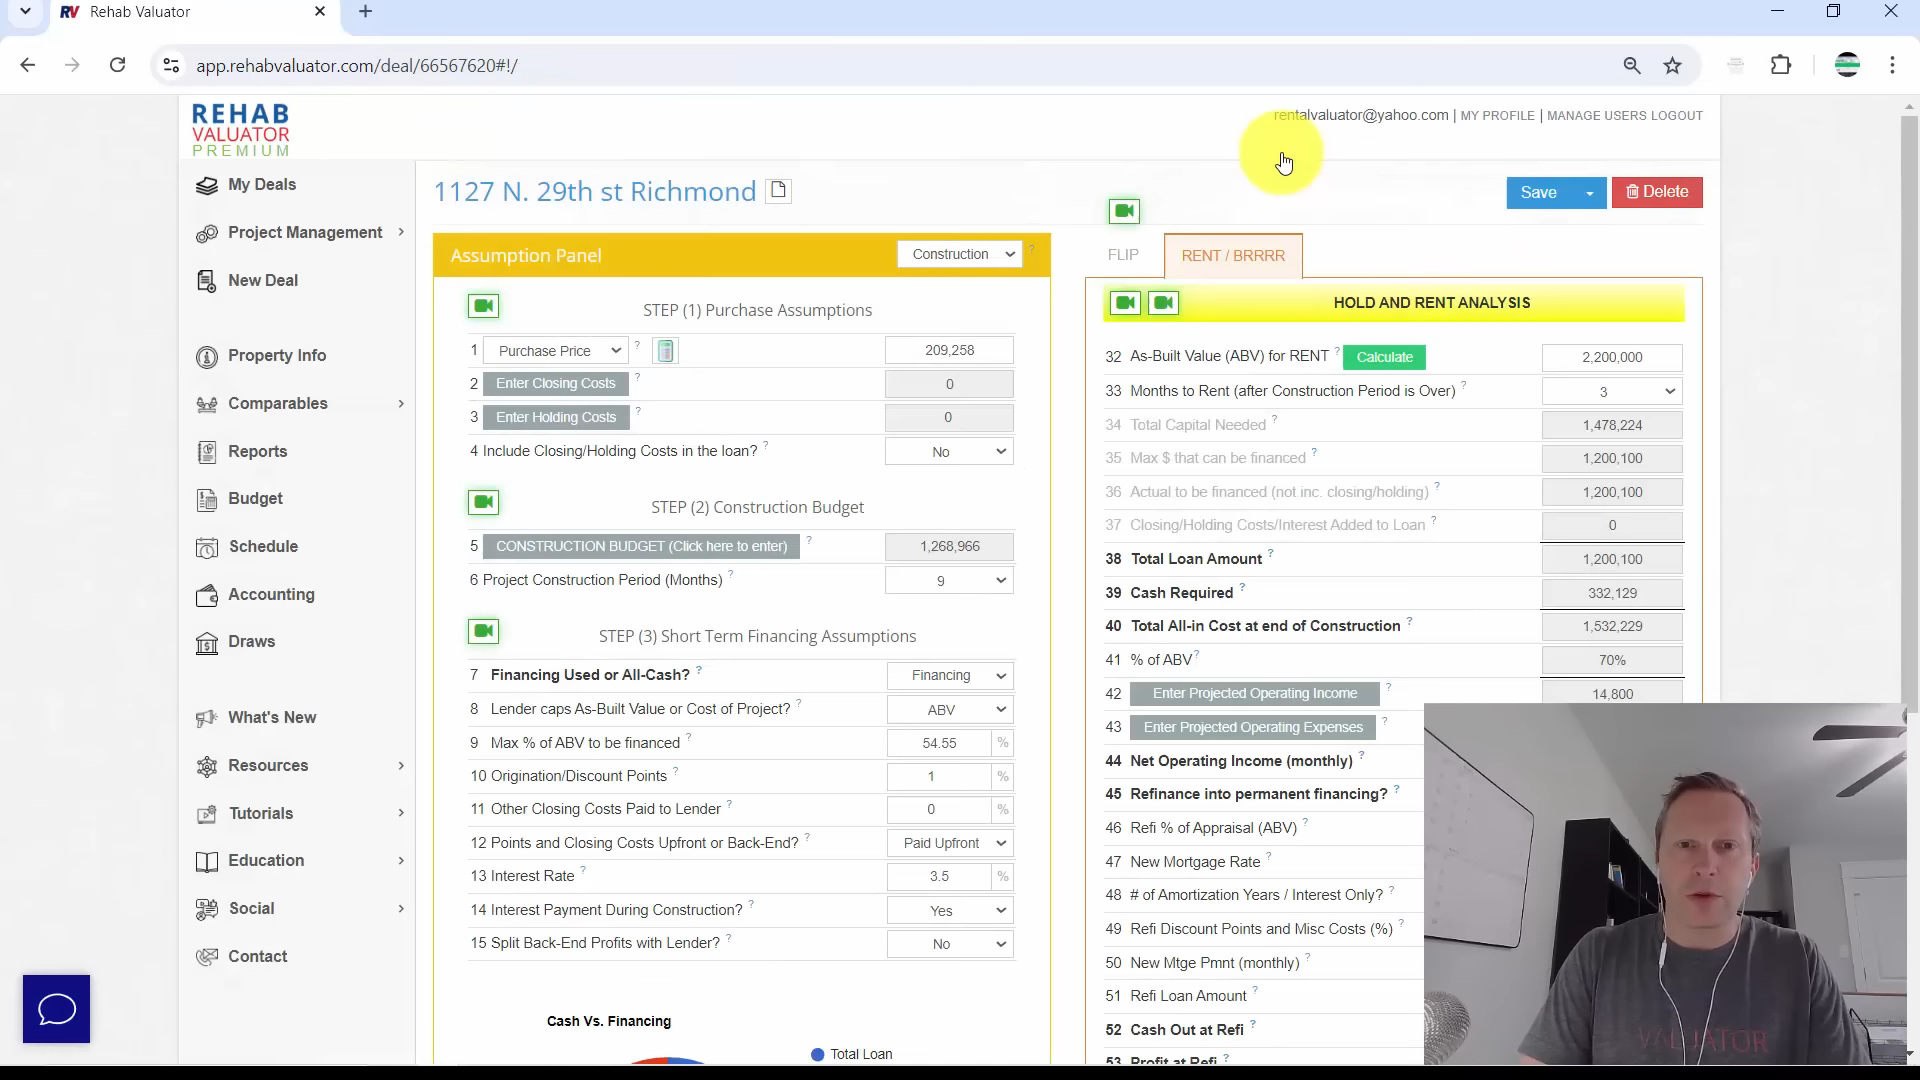 Rehab Valuator
app.rehabvaluator.com/deal/66567620#!/
REHAB
VALUATOR
PREMIUM
rentalvaluator@yahoo.com | MY PROFILE | MANAGE USERS LOGOUT
My Deals
Project Management
New Deal
Property Info
Comparables
Reports
Budget
Schedule
Accounting
Draws
What's New
Resources
Tutorials
Education
Social
Contact
1127 N. 29th st Richmond
Save
Delete
Assumption Panel
Construction ?
STEP (1) Purchase Assumptions
1 Purchase Price ? 209,258
2 Enter Closing Costs ? 0
3 Enter Holding Costs ? 0
4 Include Closing/Holding Costs in the loan? ? No
STEP (2) Construction Budget
5 CONSTRUCTION BUDGET (Click here to enter) ? 1,268,966
6 Project Construction Period (Months) ? 9
STEP (3) Short Term Financing Assumptions
7 Financing Used or All-Cash? ? Financing
8 Lender caps As-Built Value or Cost of Project? ? ABV
9 Max % of ABV to be financed ? 54.55 %
10 Origination/Discount Points ? 1 %
11 Other Closing Costs Paid to Lender ? 0 %
12 Points and Closing Costs Upfront or Back-End? ? Paid Upfront
13 Interest Rate ? 3.5 %
14 Interest Payment During Construction? ? Yes
15 Split Back-End Profits with Lender? ? No
Cash Vs. Financing
Total Loan
FLIP
RENT / BRRRR
HOLD AND RENT ANALYSIS
32 As-Built Value (ABV) for RENT ? Calculate 2,200,000
33 Months to Rent (after Construction Period is Over) ? 3
34 Total Capital Needed ? 1,478,224
35 Max $ that can be financed ? 1,200,100
36 Actual to be financed (not inc. closing/holding) ? 1,200,100
37 Closing/Holding Costs/Interest Added to Loan ? 0
38 Total Loan Amount ? 1,200,100
39 Cash Required ? 332,129
40 Total All-in Cost at end of Construction ? 1,532,229
41 % of ABV ? 70%
42 Enter Projected Operating Income ? 14,800
43 Enter Projected Operating Expenses ?
44 Net Operating Income (monthly) ?
45 Refinance into permanent financing? ?
46 Refi % of Appraisal (ABV) ?
47 New Mortgage Rate ?
48 # of Amortization Years / Interest Only? ?
49 Refi Discount Points and Misc Costs (%) ?
50 New Mtge Pmnt (monthly) ?
51 Refi Loan Amount ?
52 Cash Out at Refi ?
53 Profit at Refi ?
VALUATOR